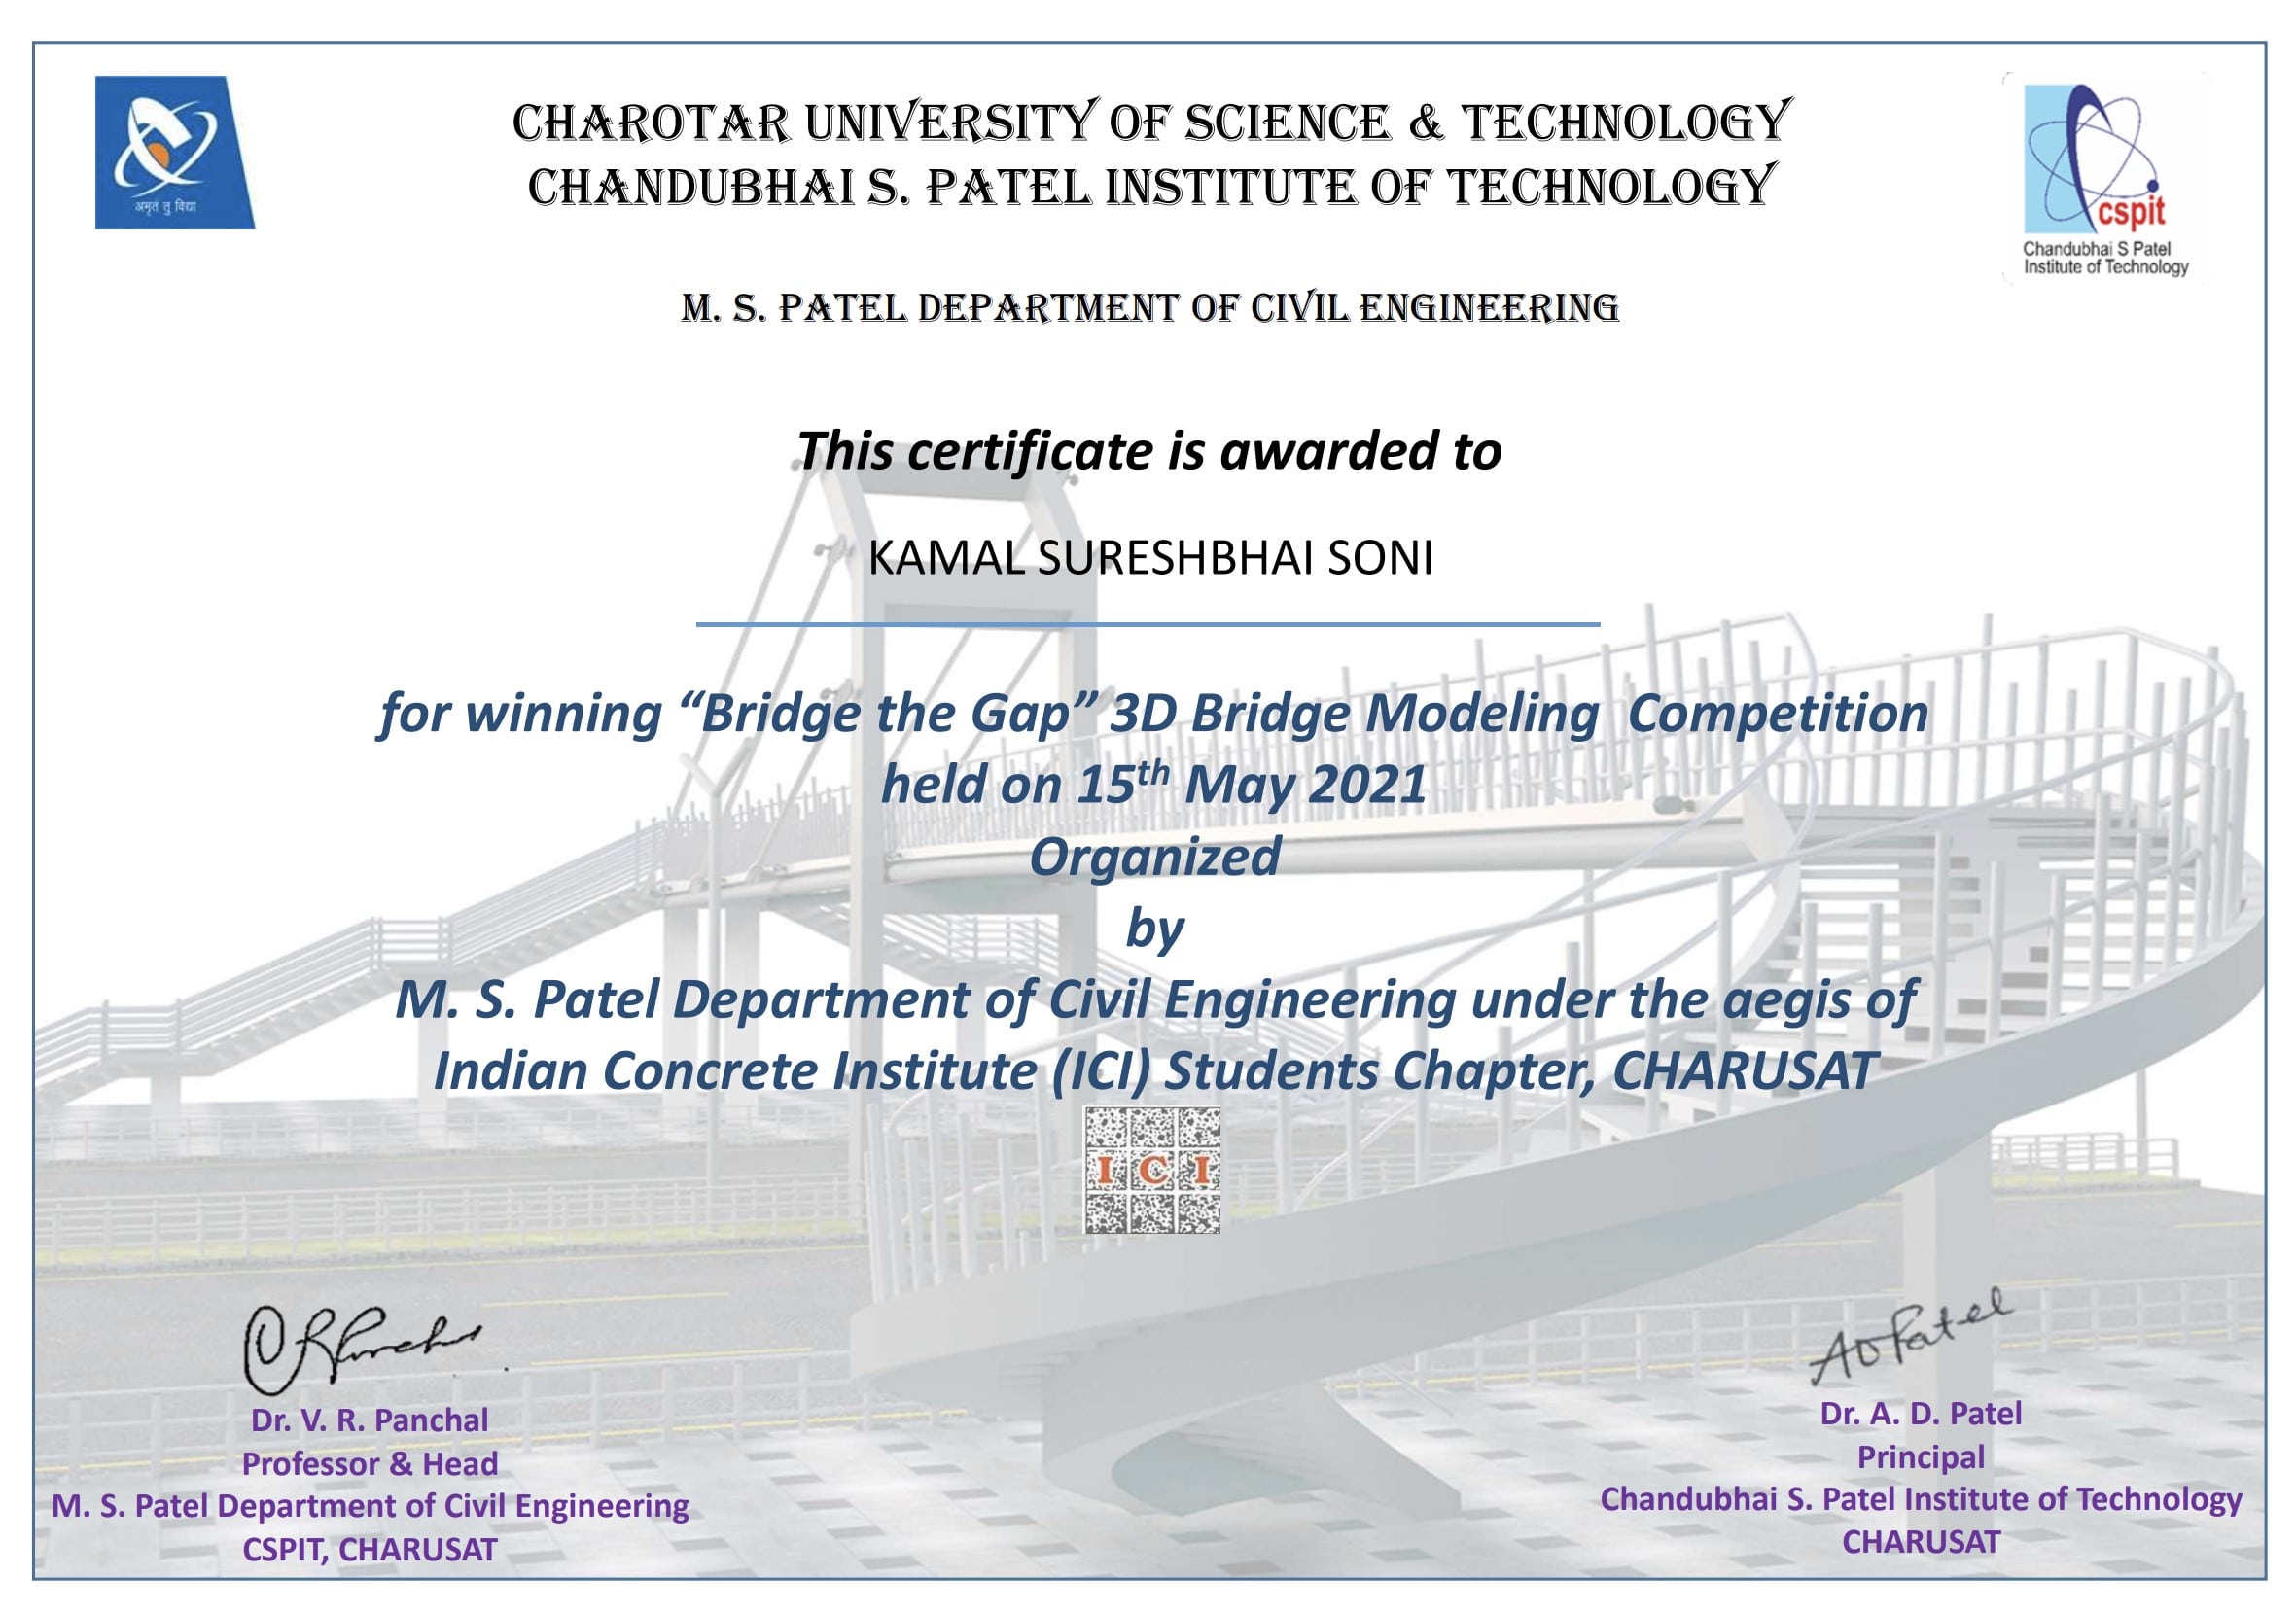 अमृतं तु विद्या
CHAROTAR UNIVERSITY OF SCIENCE & TECHNOLOGY
CHANDUBHAI S. PATEL INSTITUTE OF TECHNOLOGY
cspit
Chandubhai S Patel
Institute of Technology
M. S. PATEL DEPARTMENT OF CIVIL ENGINEERING
This certificate is awarded to
KAMAL SURESHBHAI SONI
for winning “Bridge the Gap” 3D Bridge Modeling Competition
held on 15th May 2021
Organized
by
M. S. Patel Department of Civil Engineering under the aegis of
Indian Concrete Institute (ICI) Students Chapter, CHARUSAT
ICI
Dr. V. R. Panchal
Professor & Head
M. S. Patel Department of Civil Engineering
CSPIT, CHARUSAT
AD Patel
Dr. A. D. Patel
Principal
Chandubhai S. Patel Institute of Technology
CHARUSAT